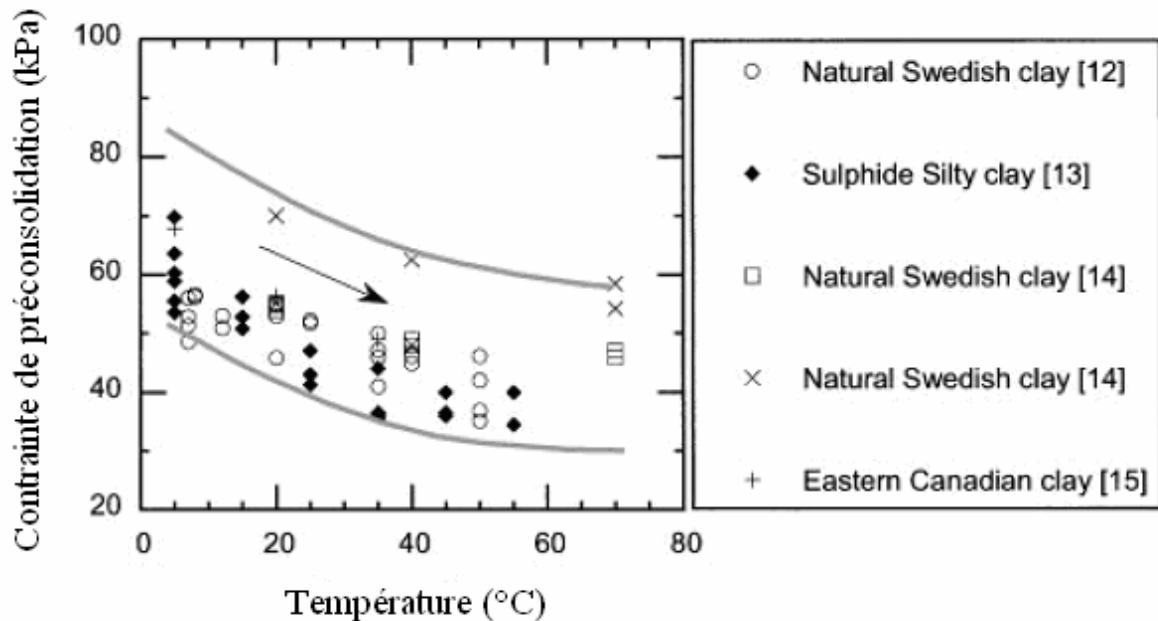 Contrainte de préconsolidation (kPa)
100
80
60
40
20
0
20
40
60
80
Température (°C)
Natural Swedish clay [12]
Sulphide Silty clay [13]
Natural Swedish clay [14]
Natural Swedish clay [14]
Eastern Canadian clay [15]